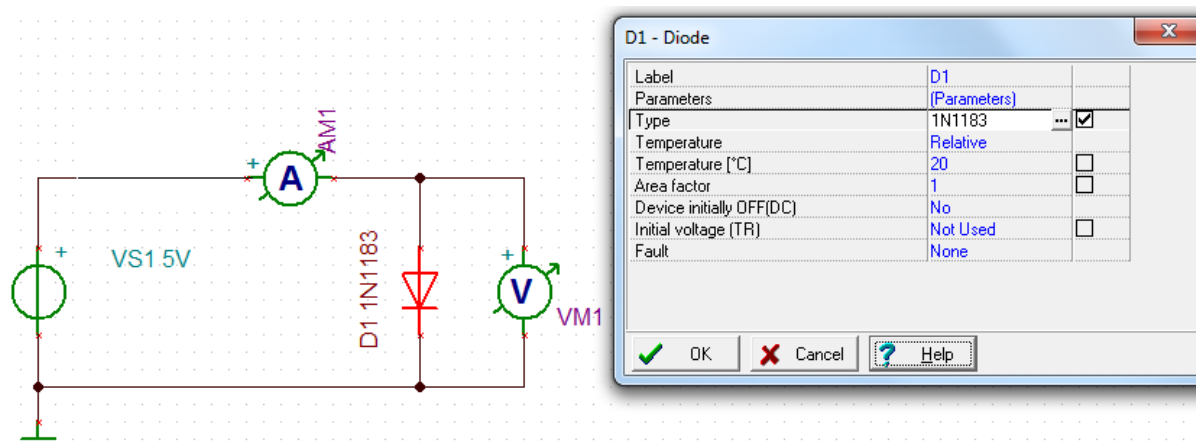 AM1
+
A
+
VS1 5V
D1 1N1183
+
V
VM1
D1 - Diode
Label D1
Parameters (Parameters)
Type 1N1183 ...
Temperature Relative
Temperature [°C] 20
Area factor 1
Device initially OFF(DC) No
Initial voltage (TR) Not Used
Fault None
OK Cancel ? Help